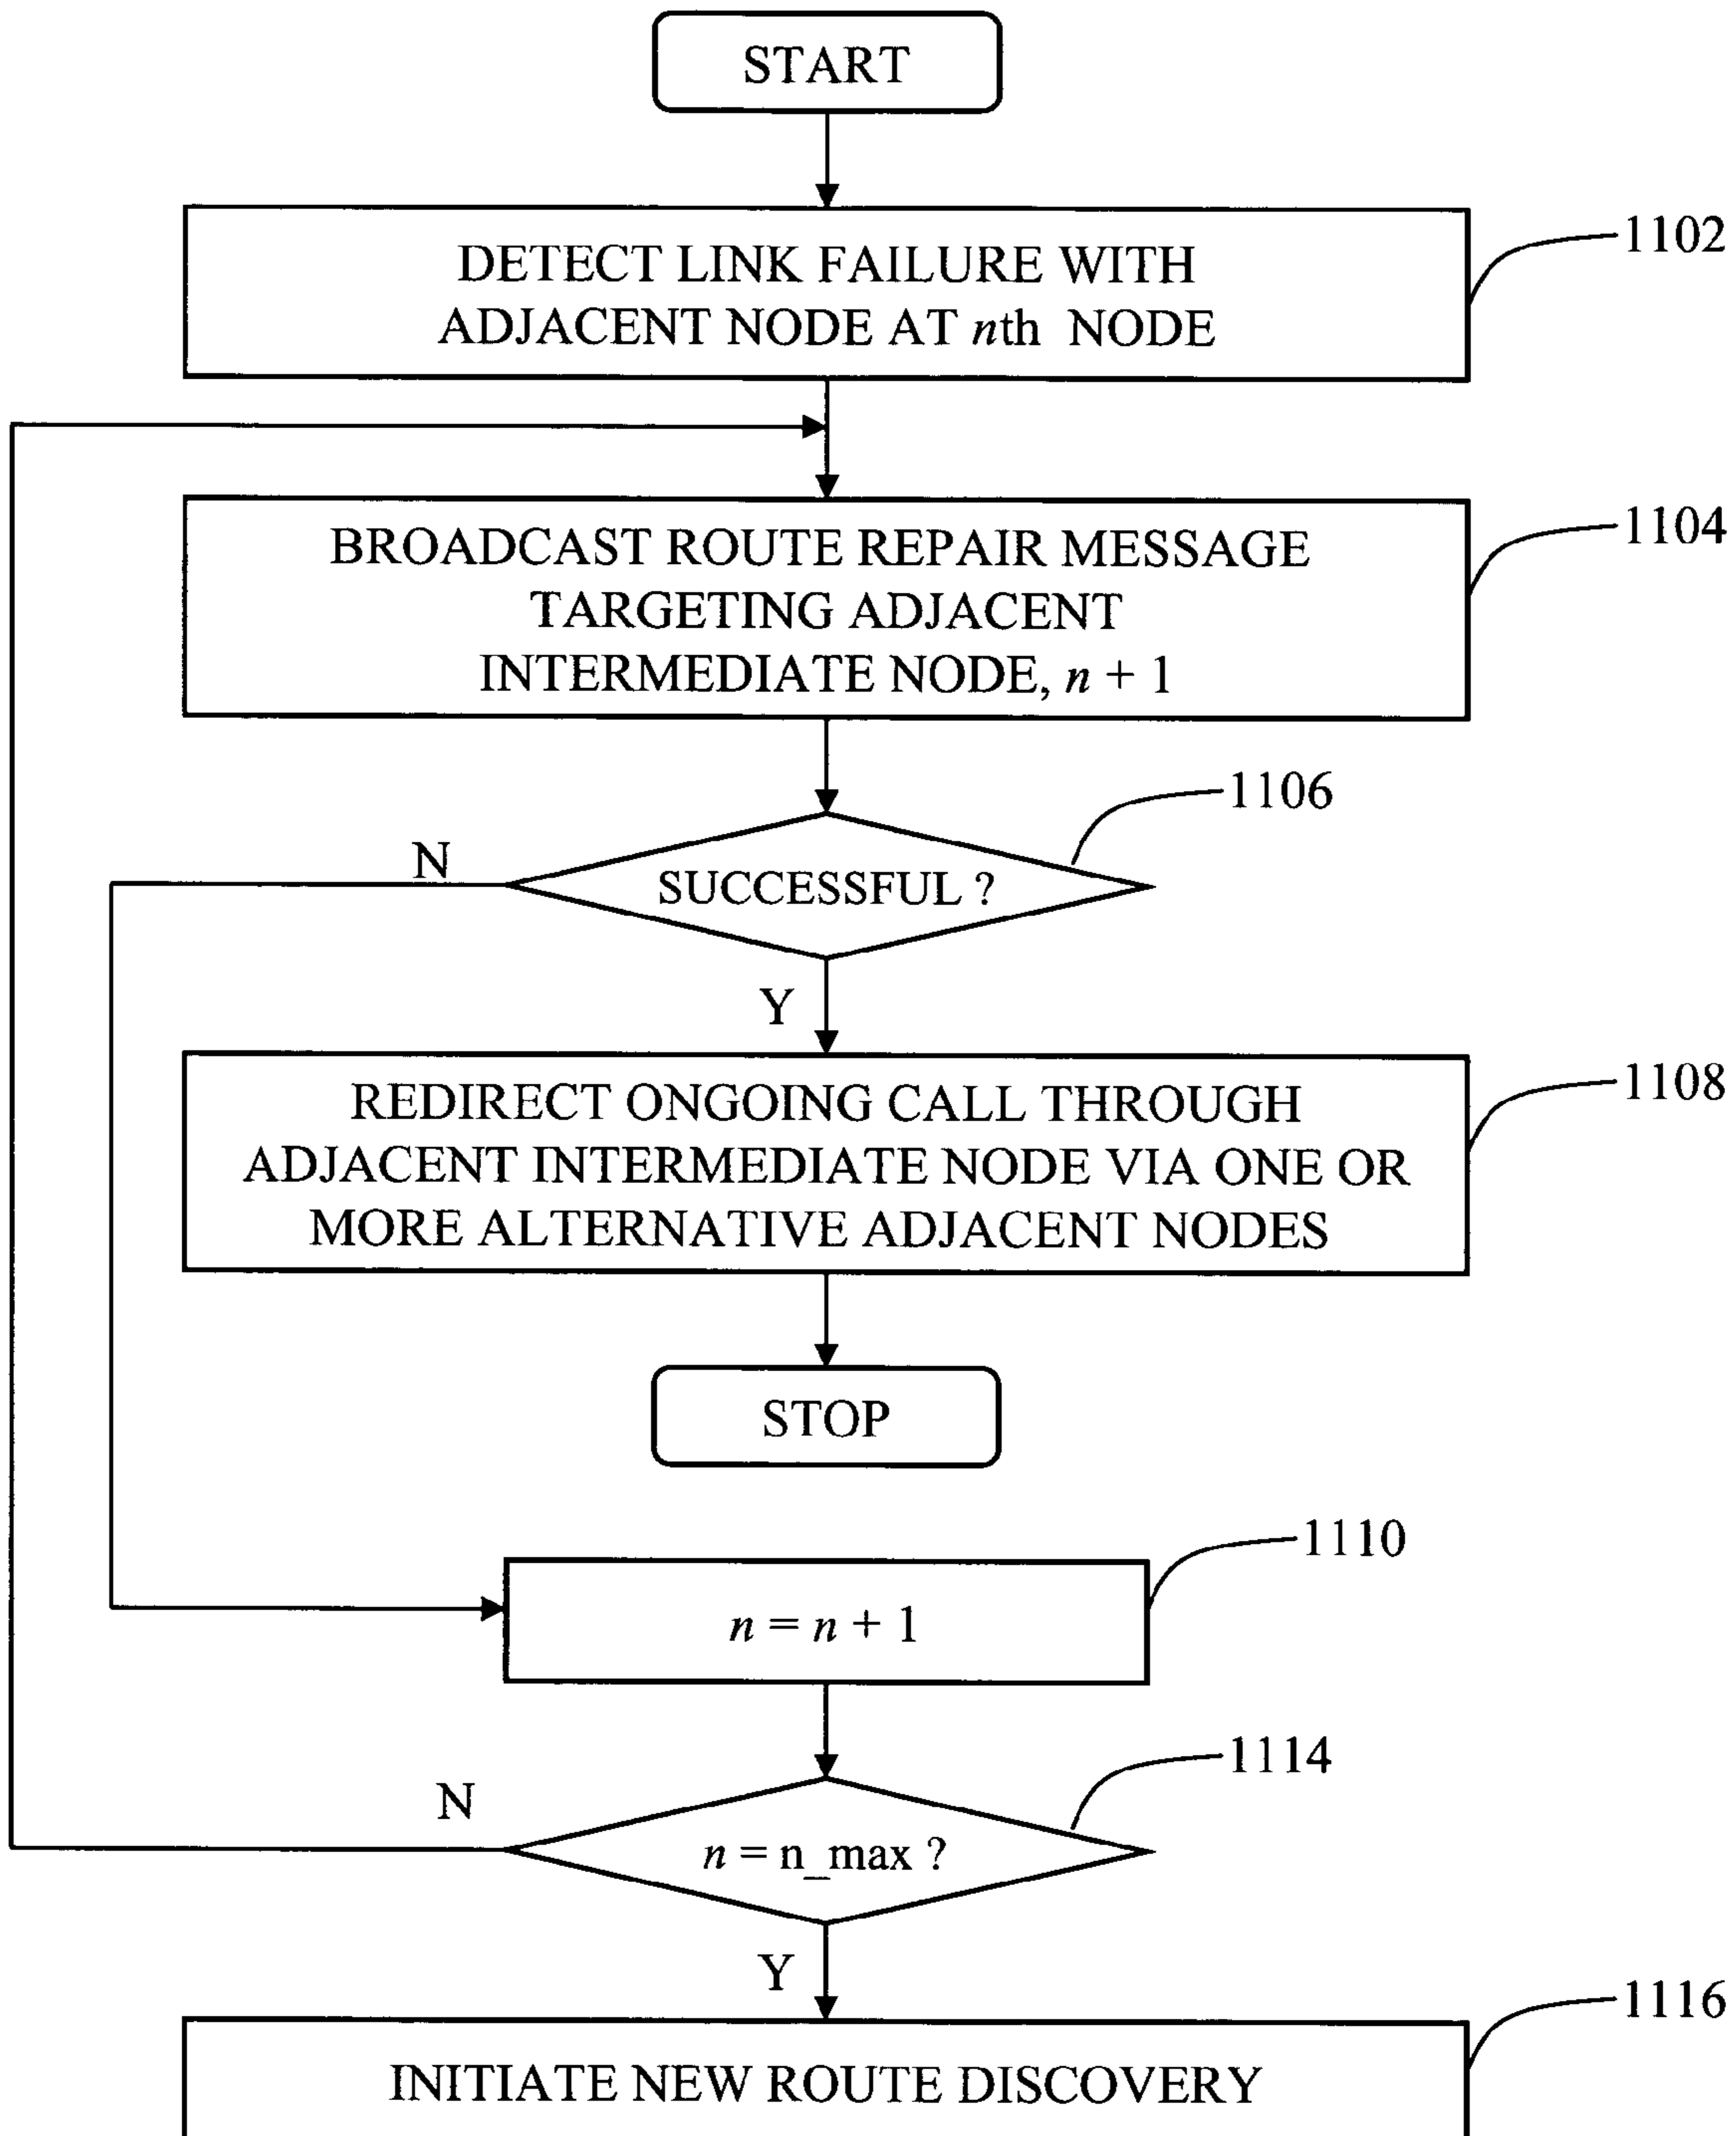 START
DETECT LINK FAILURE WITH
ADJACENT NODE AT nth NODE
1102
BROADCAST ROUTE REPAIR MESSAGE
TARGETING ADJACENT
INTERMEDIATE NODE, n + 1
1104
1106
N
SUCCESSFUL ?
Y
REDIRECT ONGOING CALL THROUGH
ADJACENT INTERMEDIATE NODE VIA ONE OR
MORE ALTERNATIVE ADJACENT NODES
1108
STOP
1110
n = n + 1
1114
N
n = n_max ?
Y
1116
INITIATE NEW ROUTE DISCOVERY